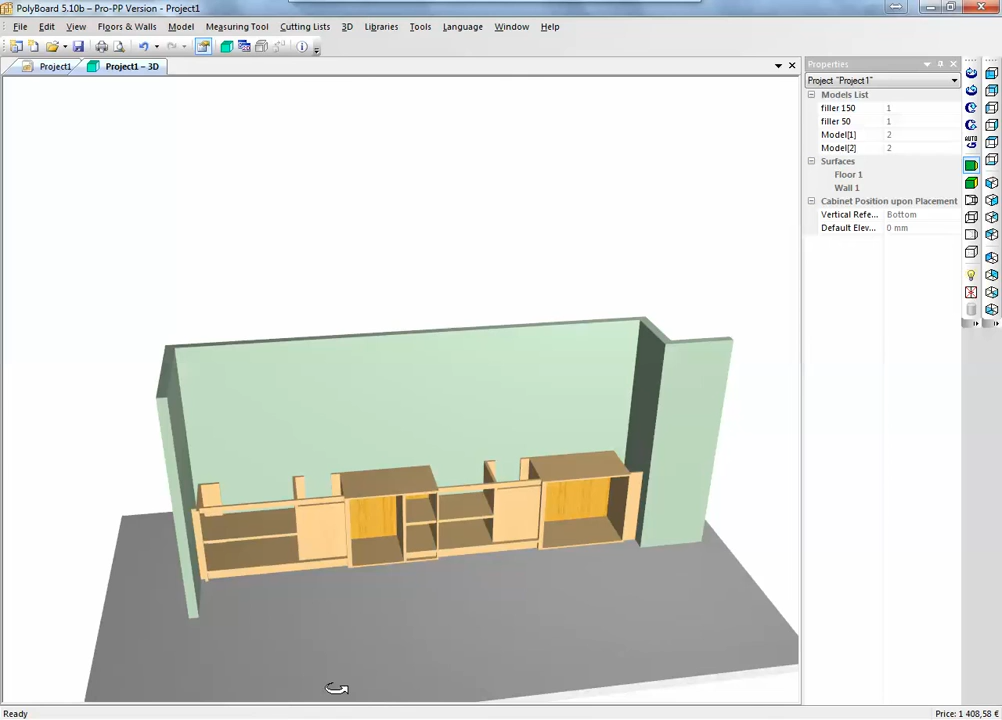 PolyBoard 5.10b – Pro-PP Version - Project1
File Edit View Floors & Walls Model Measuring Tool Cutting Lists 3D Libraries Tools Language Window Help
Project1 Project1 – 3D
Properties
Project "Project1"
Models List
filler 150 1
filler 50 1
Model[1] 2
Model[2] 2
Surfaces
Floor 1
Wall 1
Cabinet Position upon Placement
Vertical Refe... Bottom
Default Elev... 0 mm
AUTO
Ready Price: 1 408,58 €